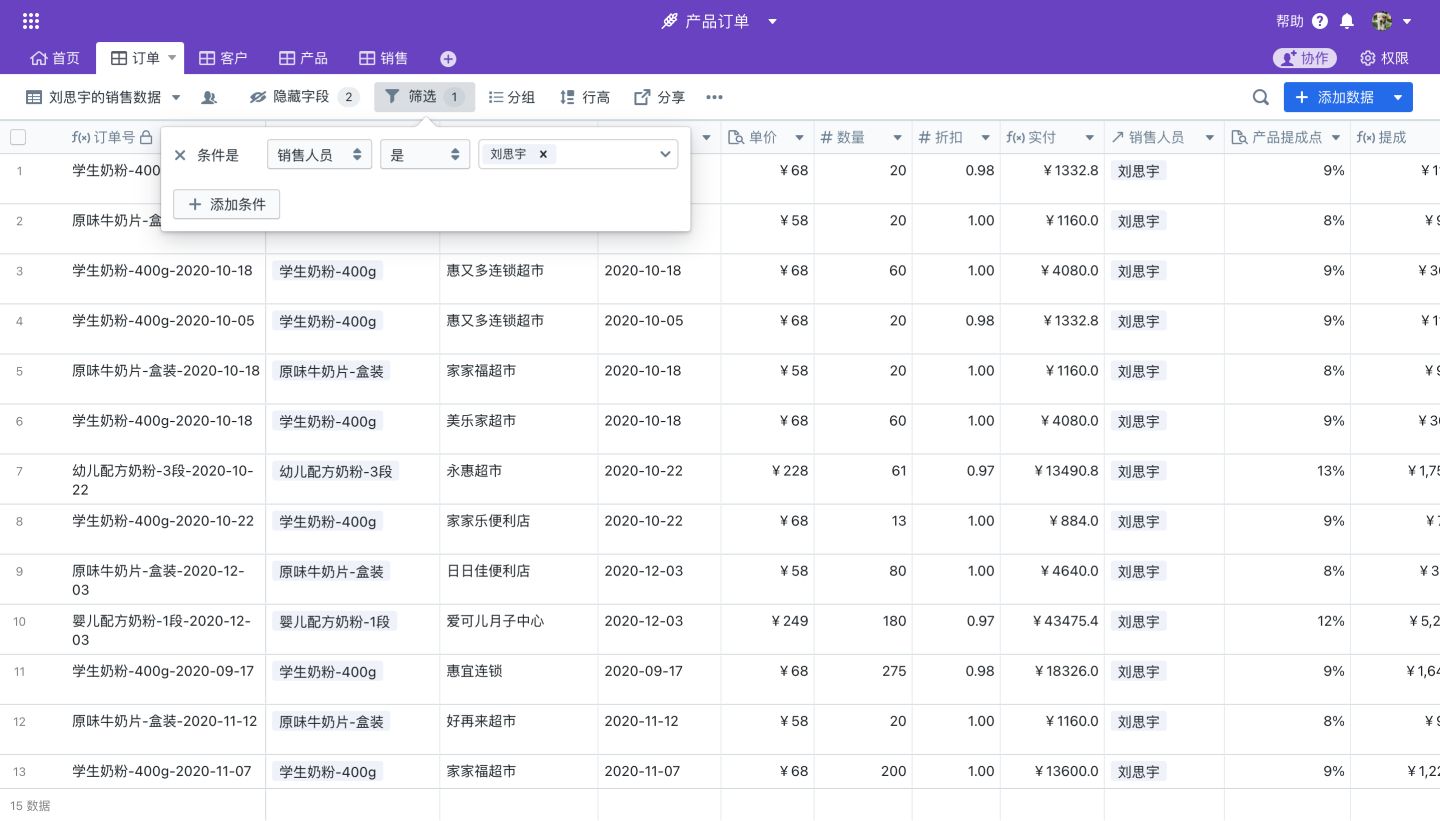 产品订单
帮助
首页
订单
客户
产品
销售
协作
权限
刘思宇的销售数据
隐藏字段 2
筛选 1
分组
行高
分享
添加数据
f(x) 订单号
单价
# 数量
# 折扣
f(x) 实付
销售人员
产品提成点
f(x) 提成
条件是
销售人员
是
刘思宇
添加条件
1 学生奶粉-400 ¥68 20 0.98 ¥1332.8 刘思宇 9% ¥1
2 原味牛奶片-盒 ¥58 20 1.00 ¥1160.0 刘思宇 8% ¥9
3 学生奶粉-400g-2020-10-18 学生奶粉-400g 惠又多连锁超市 2020-10-18 ¥68 60 1.00 ¥4080.0 刘思宇 9% ¥36
4 学生奶粉-400g-2020-10-05 学生奶粉-400g 惠又多连锁超市 2020-10-05 ¥68 20 0.98 ¥1332.8 刘思宇 9% ¥1
5 原味牛奶片-盒装-2020-10-18 原味牛奶片-盒装 家家福超市 2020-10-18 ¥58 20 1.00 ¥1160.0 刘思宇 8% ¥9
6 学生奶粉-400g-2020-10-18 学生奶粉-400g 美乐家超市 2020-10-18 ¥68 60 1.00 ¥4080.0 刘思宇 9% ¥36
7 幼儿配方奶粉-3段-2020-10- 幼儿配方奶粉-3段 永惠超市 2020-10-22 ¥228 61 0.97 ¥13490.8 刘思宇 13% ¥1,75
22
8 学生奶粉-400g-2020-10-22 学生奶粉-400g 家家乐便利店 2020-10-22 ¥68 13 1.00 ¥884.0 刘思宇 9% ¥7
9 原味牛奶片-盒装-2020-12- 原味牛奶片-盒装 日日佳便利店 2020-12-03 ¥58 80 1.00 ¥4640.0 刘思宇 8% ¥3
03
10 婴儿配方奶粉-1段-2020-12- 婴儿配方奶粉-1段 爱可儿月子中心 2020-12-03 ¥249 180 0.97 ¥43475.4 刘思宇 12% ¥5,2
03
11 学生奶粉-400g-2020-09-17 学生奶粉-400g 惠宜连锁 2020-09-17 ¥68 275 0.98 ¥18326.0 刘思宇 9% ¥1,64
12 原味牛奶片-盒装-2020-11-12 原味牛奶片-盒装 好再来超市 2020-11-12 ¥58 20 1.00 ¥1160.0 刘思宇 8% ¥9
13 学生奶粉-400g-2020-11-07 学生奶粉-400g 家家福超市 2020-11-07 ¥68 200 1.00 ¥13600.0 刘思宇 9% ¥1,22
15 数据